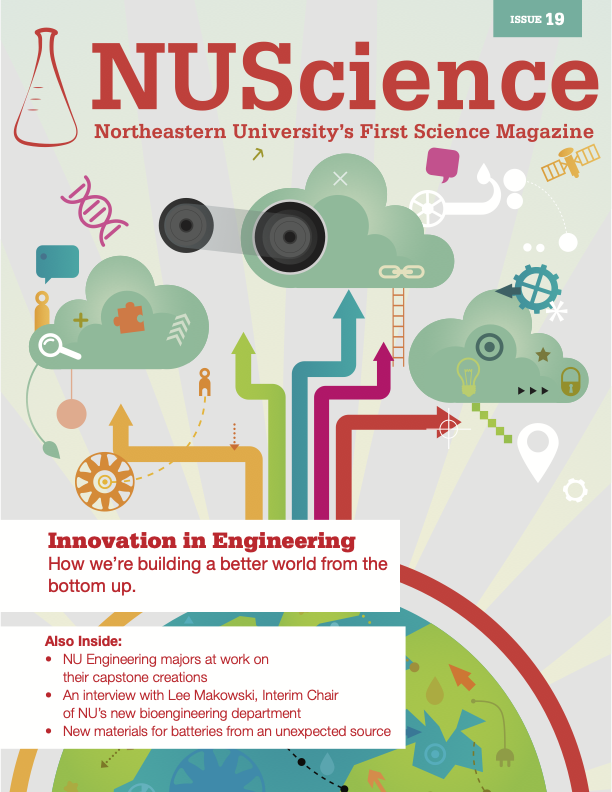 ISSUE 19
NUScience
Northeastern University's First Science Magazine
Innovation in Engineering
How we're building a better world from the
bottom up.
Also Inside:
• NU Engineering majors at work on
their capstone creations
• An interview with Lee Makowski, Interim Chair
of NU's new bioengineering department
• New materials for batteries from an unexpected source